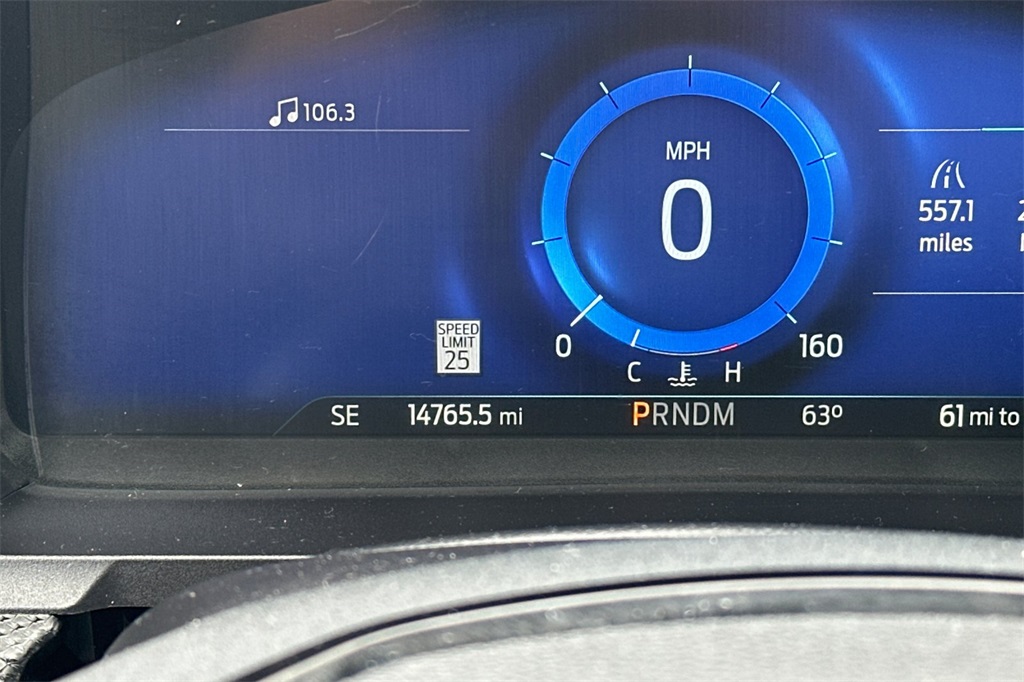 106.3
MPH
0
557.1
miles
SPEED
LIMIT
25
0
160
C
H
SE
14765.5 mi
PRNDM
63º
61 mi to